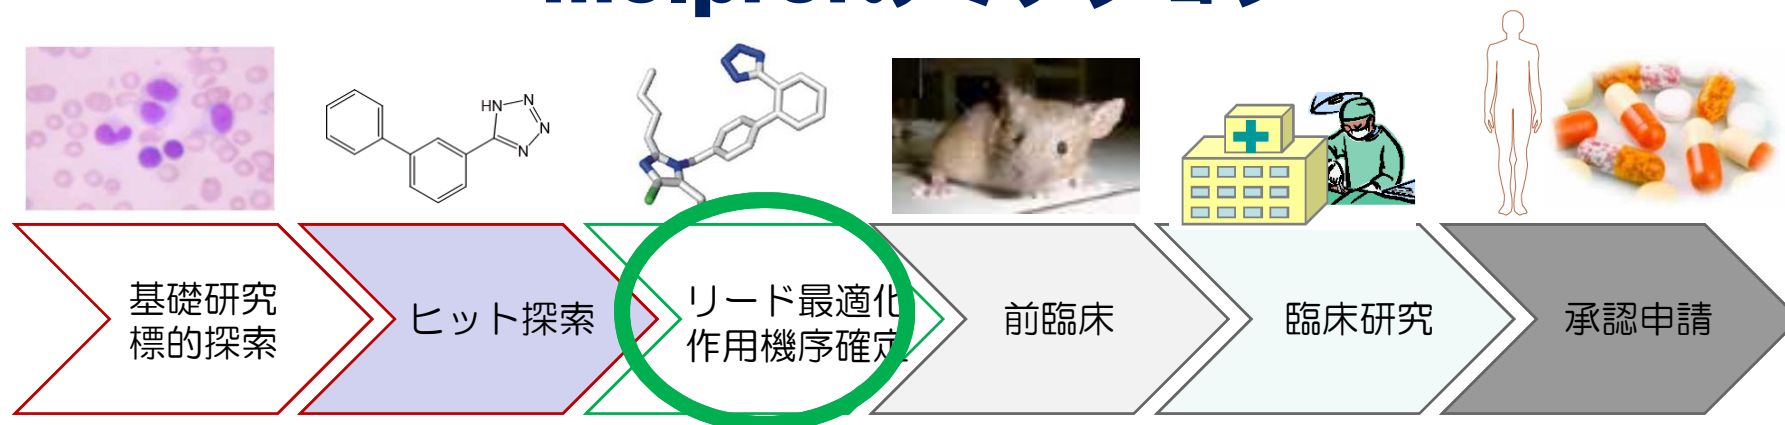 基礎研究
標的探索
ヒット探索
リード最適化
作用機序確定
前臨床
臨床研究
承認申請
HN
N
N
N